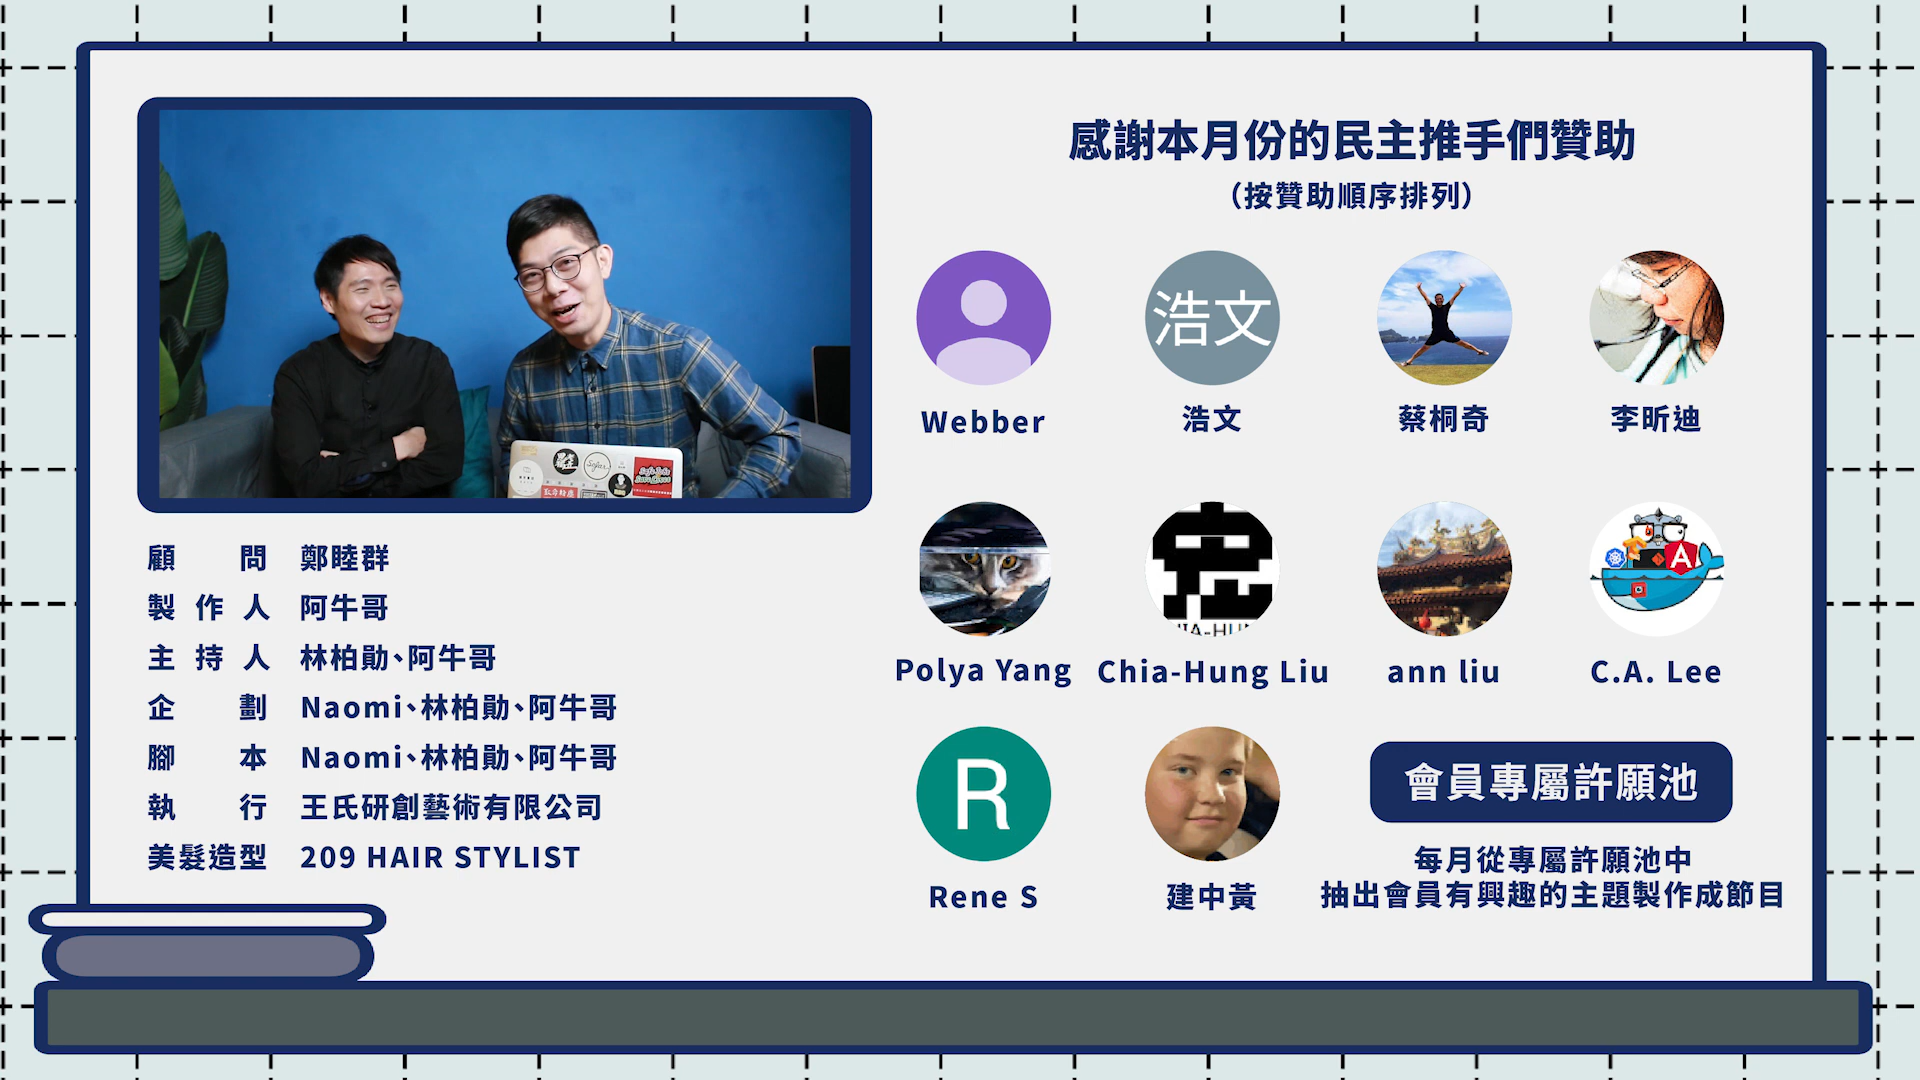 感謝本月份的民主推手們贊助
（按贊助順序排列）
浩文
Webber
浩文
蔡桐奇
李昕迪
Polya Yang
Chia-Hung Liu
ann liu
C.A. Lee
R
Rene S
建中黃
會員專屬許願池
每月從專屬許願池中
抽出會員有興趣的主題製作成節目
顧問 鄭睦群
製作人 阿牛哥
主持人 林柏勛、阿牛哥
企劃 Naomi、林柏勛、阿牛哥
腳本 Naomi、林柏勛、阿牛哥
執行 王氏研創藝術有限公司
美髮造型 209 HAIR STYLIST